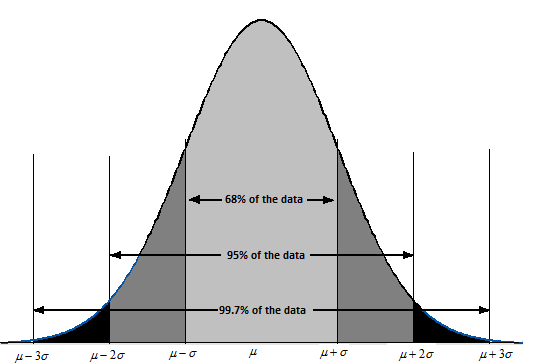 68% of the data
95% of the data
99.7% of the data
μ−3σ μ−2σ μ−σ μ μ+σ μ+2σ μ+3σ